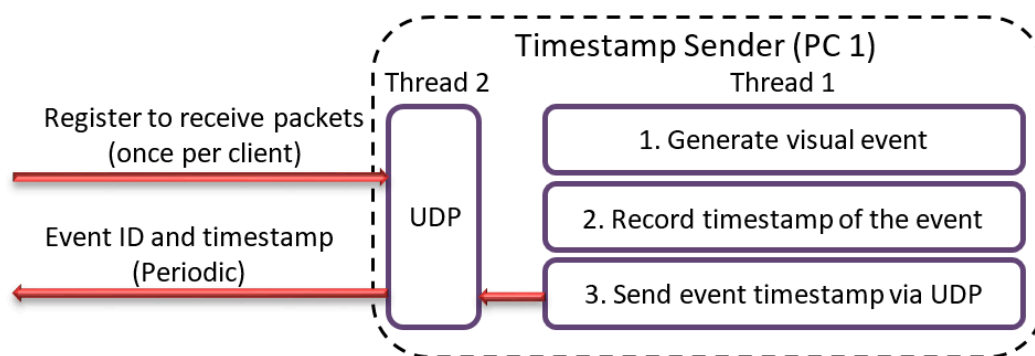 Timestamp Sender (PC 1)
Thread 2
Thread 1
Register to receive packets
(once per client)
1. Generate visual event
UDP
2. Record timestamp of the event
Event ID and timestamp
(Periodic)
3. Send event timestamp via UDP